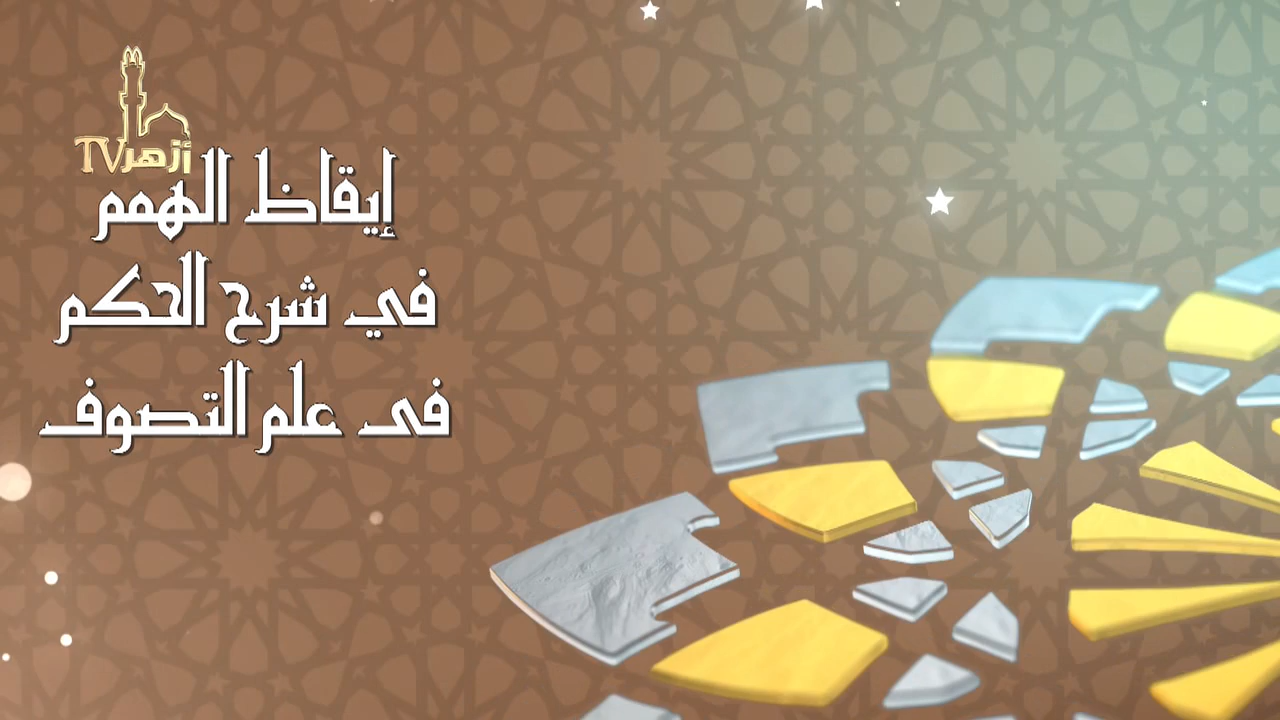 أزهر TV
إيقاظ الهمم
في شرح الحكم
فى علم التصوف